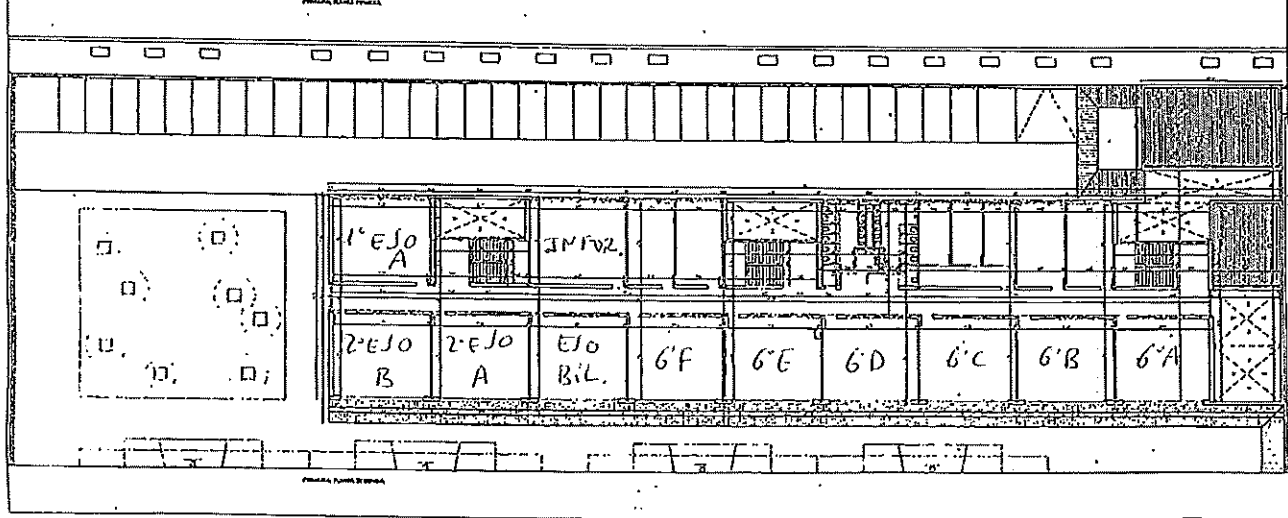 1º ESO
A
INFOR.
2º ESO
B
2º ESO
A
ESO
BiL.
6º F
6º E
6º D
6º C
6º B
6º A